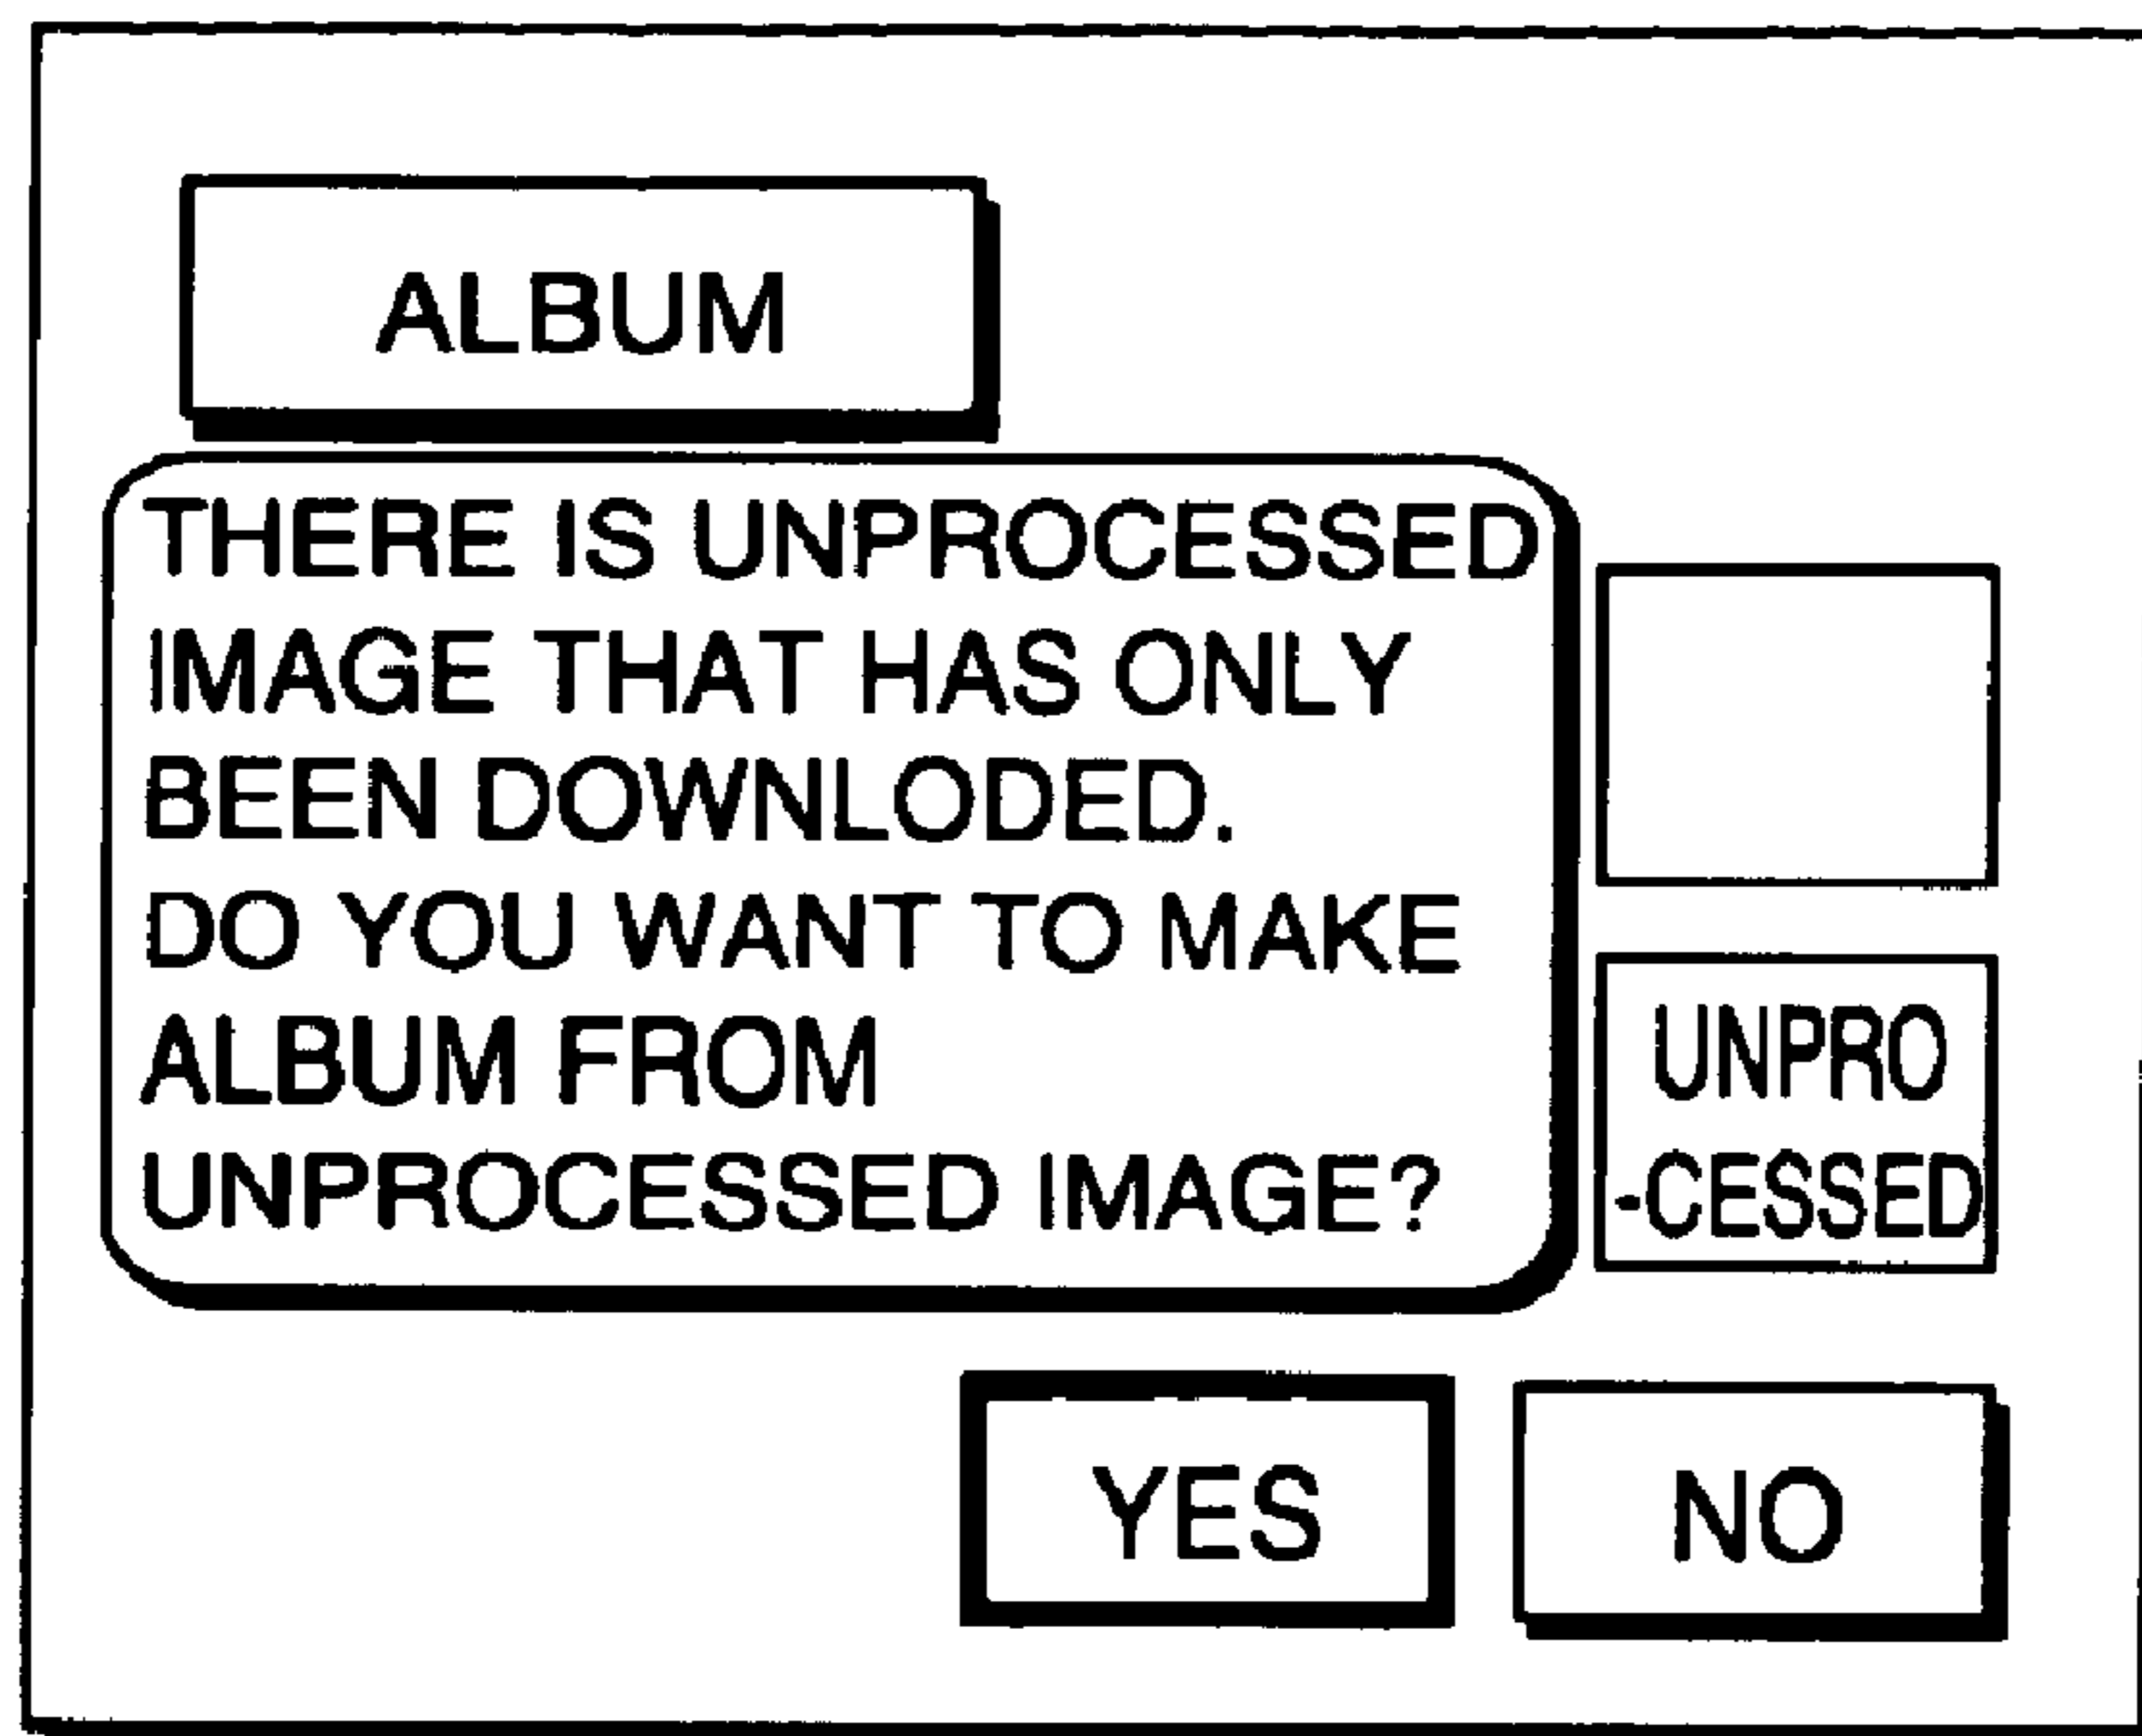 ALBUM
THERE IS UNPROCESSED
IMAGE THAT HAS ONLY
BEEN DOWNLODED.
DO YOU WANT TO MAKE
ALBUM FROM
UNPROCESSED IMAGE?
UNPRO
-CESSED
YES
NO